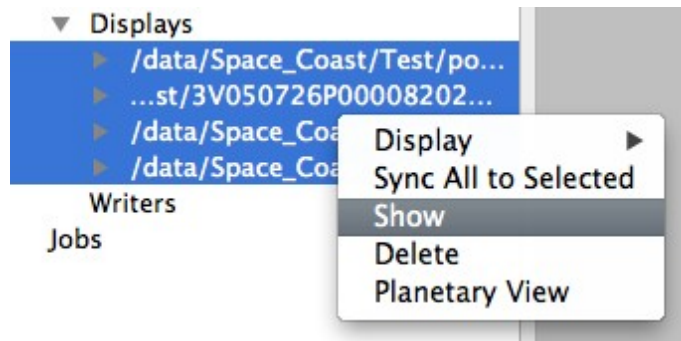 Displays
/data/Space_Coast/Test/po...
...st/3V050726P00008202...
/data/Space_Coa
/data/Space_Coa
Writers
Jobs
Display
Sync All to Selected
Show
Delete
Planetary View